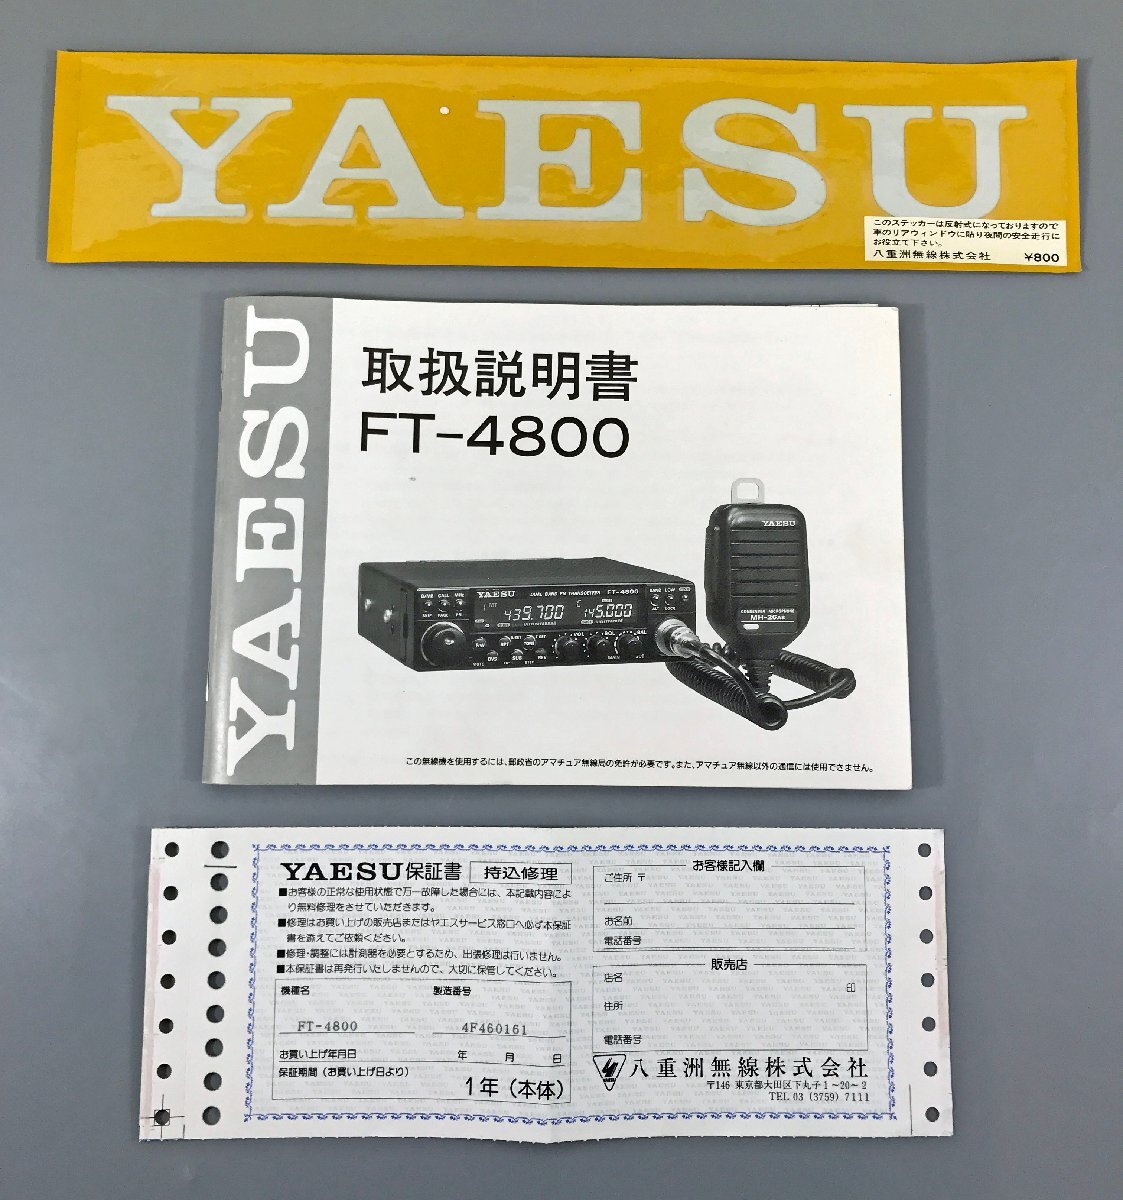 YAESU
このステッカーは反射式になっておりますので
車のリアウィンドウに貼り夜間の安全走行に
お役立て下さい。
八重洲無線株式会社 ¥800
YAESU
取扱説明書
FT-4800
YAESU
YAESU DUAL BAND FM TRANSCEIVER FT-4800
439.700 145.000
CONDENSER MICROPHONE
この無線機を使用するには、郵政省のアマチュア無線局の免許が必要です。また、アマチュア無線以外の通信には使用できません。
YAESU保証書 持込修理
■お客様の正常な使用状態で万一故障した場合には、本記載内容によ
り無料修理をさせていただきます。
■修理はお買い上げの販売店またはヤエスサービス窓口へ必ず本保証
書を添えてご依頼ください。
■修理・調整には計測器を必要とするため、出張修理は行いません。
■本保証書は再発行いたしませんので、大切に保管してください。
機種名 製造番号
FT-4800 4F460161
お買い上げ年月日 年 月 日
保証期間（お買い上げ日より） 1年（本体）
お客様記入欄
ご住所 〒
お名前
電話番号
販売店
店名 印
住所
電話番号
八重洲無線株式会社
〒146 東京都大田区下丸子1〜20〜2
TEL 03 (3759) 7111